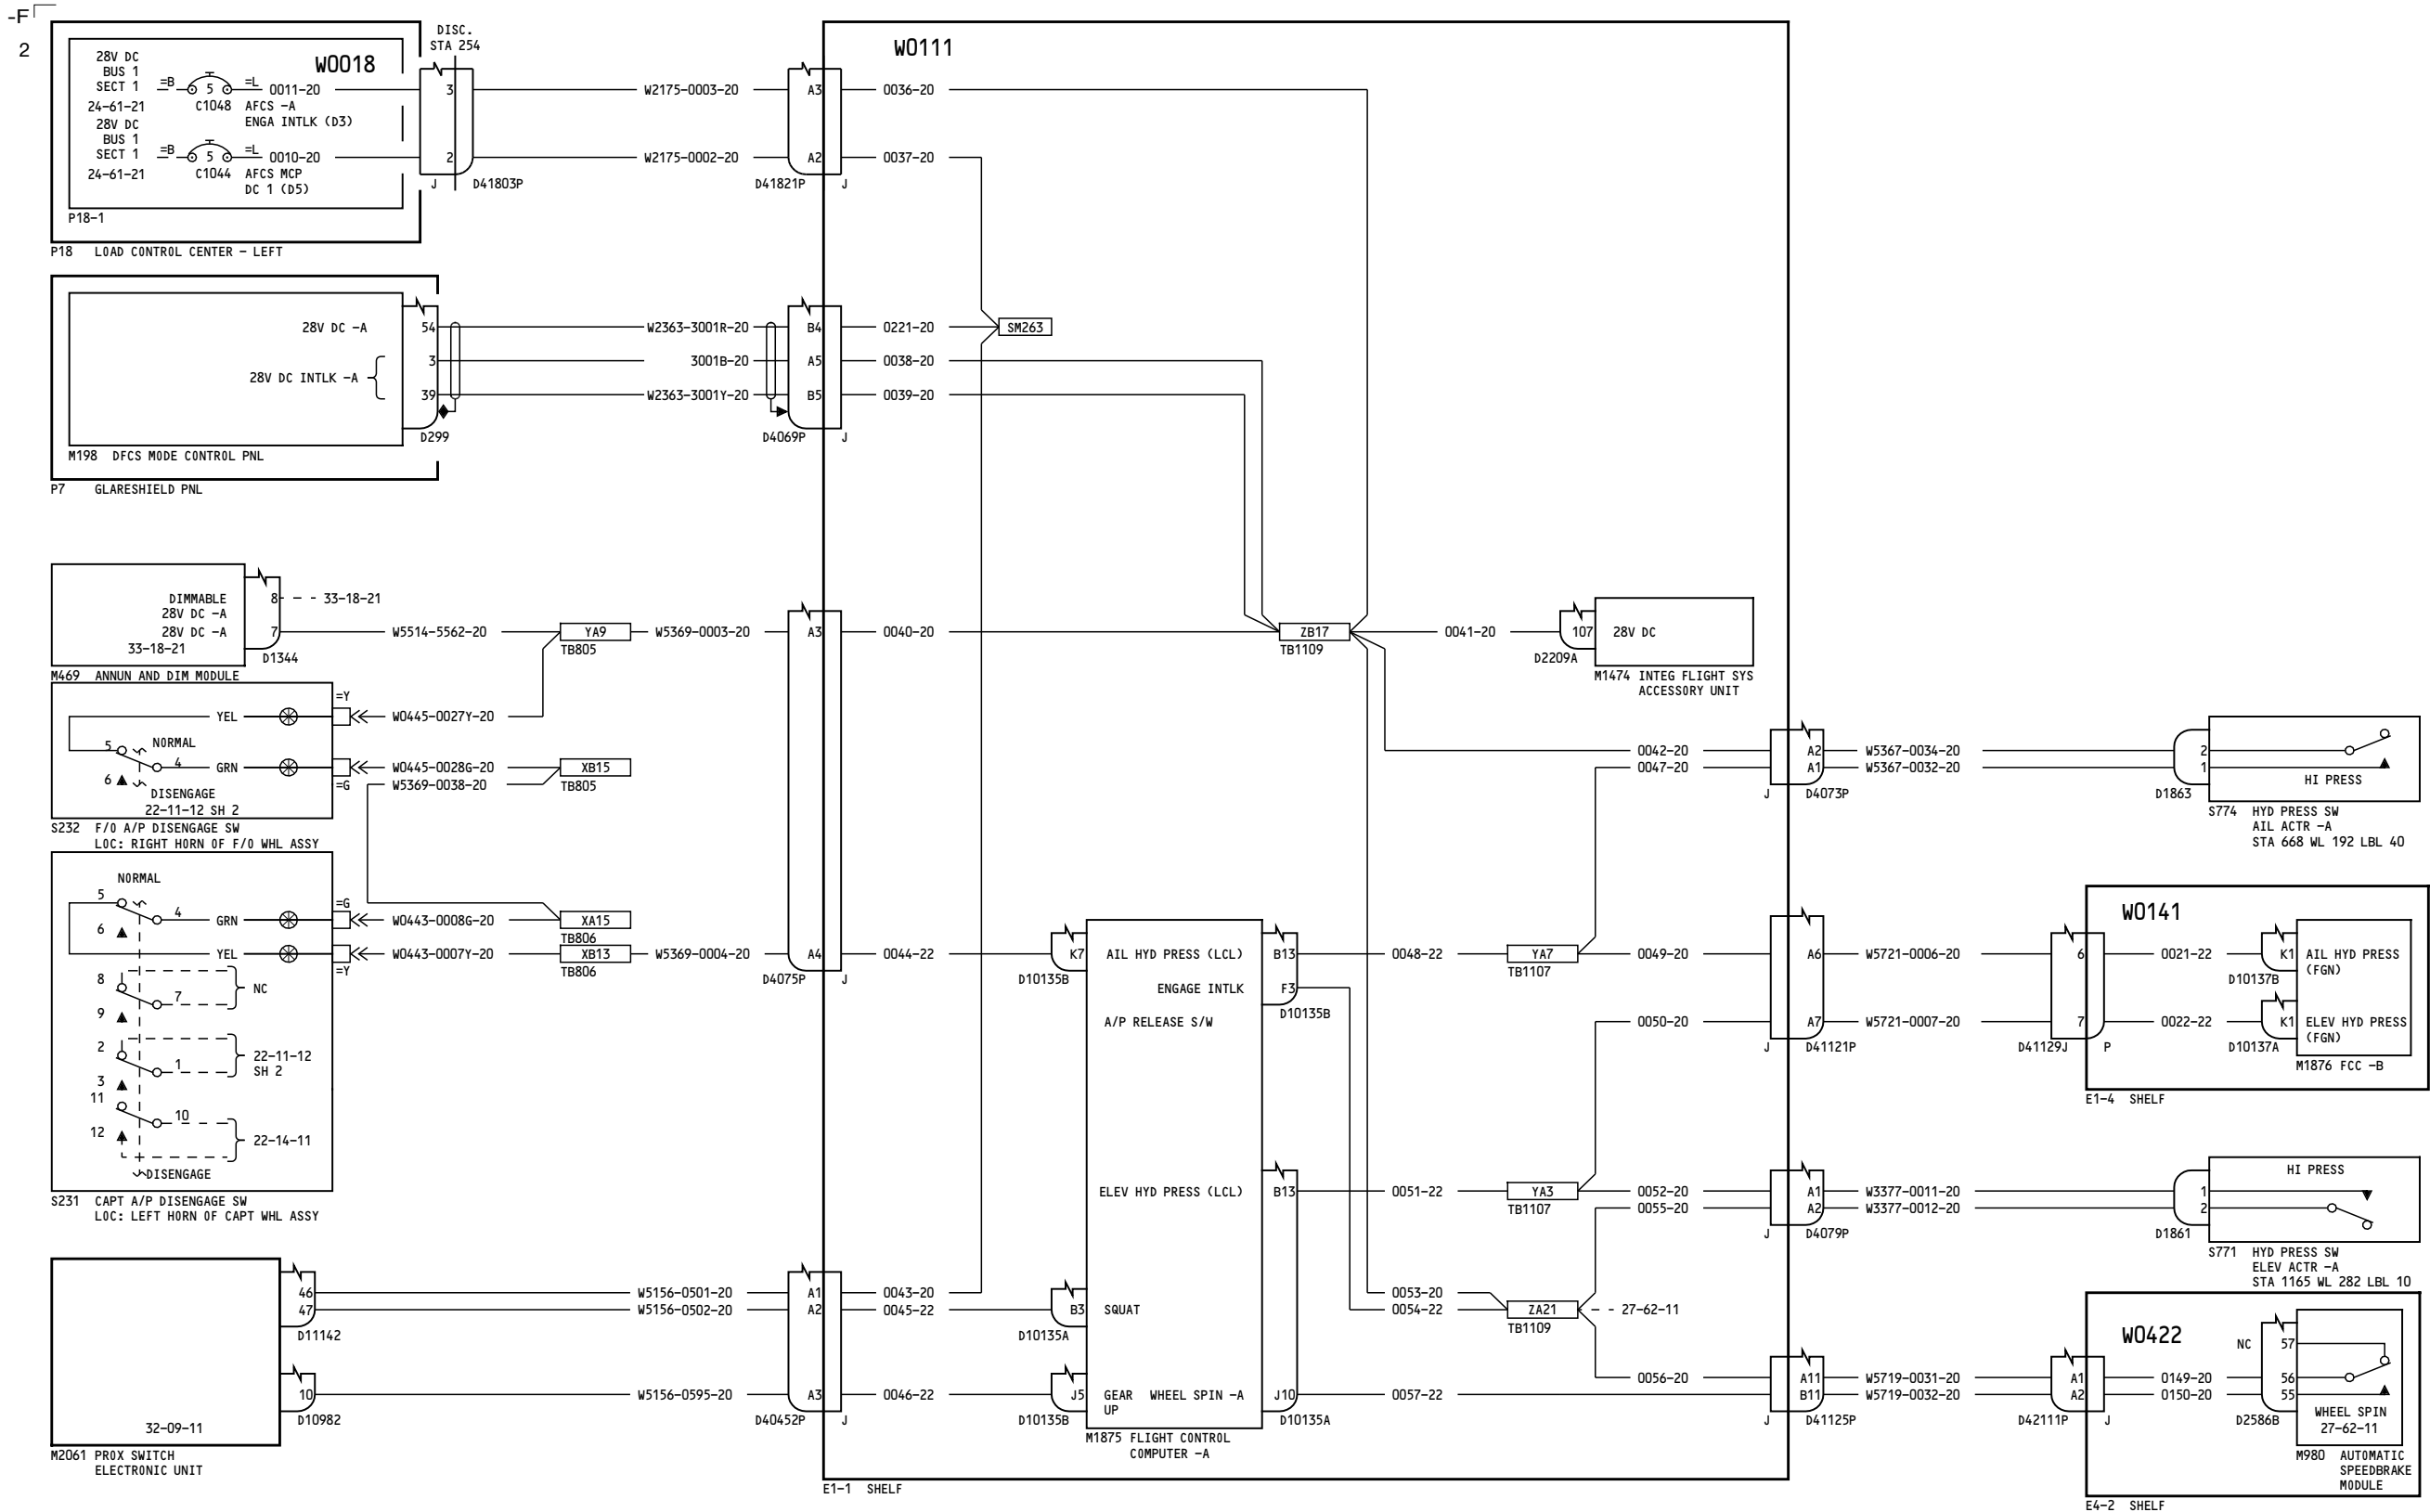 -F
2
28V DC
BUS 1
SECT 1
24-61-21
=B
5
=L
0011-20
C1048
AFCS -A
ENGA INTLK (D3)
W0018
28V DC
BUS 1
SECT 1
24-61-21
=B
5
=L
0010-20
C1044
AFCS MCP
DC 1 (D5)
P18-1
P18 LOAD CONTROL CENTER - LEFT
DISC.
STA 254
3
2
J
D41803P
W2175-0003-20
W2175-0002-20
A3
A2
D41821P
J
W0111
0036-20
0037-20
28V DC -A
28V DC INTLK -A
54
3
39
D299
M198 DFCS MODE CONTROL PNL
P7 GLARESHIELD PNL
W2363-3001R-20
3001B-20
W2363-3001Y-20
B4
A5
B5
D4069P
J
0221-20
0038-20
0039-20
SM263
DIMMABLE
28V DC -A
28V DC -A
33-18-21
8
7
D1344
33-18-21
M469 ANNUN AND DIM MODULE
W5514-5562-20
YA9
TB805
W5369-0003-20
A3
0040-20
ZB17
TB1109
0041-20
107
D2209A
28V DC
M1474 INTEG FLIGHT SYS
ACCESSORY UNIT
YEL
=Y
W0445-0027Y-20
5
NORMAL
4
GRN
6
DISENGAGE
22-11-12 SH 2
=G
W0445-0028G-20
W5369-0038-20
XB15
TB805
S232 F/O A/P DISENGAGE SW
LOC: RIGHT HORN OF F/O WHL ASSY
0042-20
0047-20
J
A2
A1
D4073P
W5367-0034-20
W5367-0032-20
2
1
D1863
HI PRESS
S774 HYD PRESS SW
AIL ACTR -A
STA 668 WL 192 LBL 40
NORMAL
5
4
GRN
6
YEL
=G
=Y
W0443-0008G-20
XA15
TB806
W0443-0007Y-20
XB13
TB806
W5369-0004-20
A4
D4075P
J
0044-22
8
7
NC
9
2
1
22-11-12
SH 2
3
11
10
12
22-14-11
DISENGAGE
S231 CAPT A/P DISENGAGE SW
LOC: LEFT HORN OF CAPT WHL ASSY
K7
D10135B
AIL HYD PRESS (LCL)
ENGAGE INTLK
A/P RELEASE S/W
B13
F3
D10135B
0048-22
YA7
TB1107
0049-20
0050-20
J
A6
A7
D41121P
W5721-0006-20
W5721-0007-20
6
7
D41129J
P
W0141
0021-22
0022-22
K1
D10137B
K1
D10137A
AIL HYD PRESS
(FGN)
ELEV HYD PRESS
(FGN)
M1876 FCC -B
E1-4 SHELF
ELEV HYD PRESS (LCL)
B13
0051-22
YA3
TB1107
0052-20
0055-20
J
A1
A2
D4079P
W3377-0011-20
W3377-0012-20
1
2
D1861
HI PRESS
S771 HYD PRESS SW
ELEV ACTR -A
STA 1165 WL 282 LBL 10
46
47
D11142
10
D10982
32-09-11
M2061 PROX SWITCH
ELECTRONIC UNIT
W5156-0501-20
W5156-0502-20
W5156-0595-20
A1
A2
A3
D40452P
J
0043-20
0045-22
0046-22
B3
D10135A
SQUAT
J5
D10135B
GEAR
UP
WHEEL SPIN -A
J10
D10135A
M1875 FLIGHT CONTROL
COMPUTER -A
0053-20
0054-22
ZA21
TB1109
27-62-11
0056-20
0057-22
J
A11
B11
D41125P
W5719-0031-20
W5719-0032-20
A1
A2
D42111P
J
W0422
0149-20
0150-20
NC
57
56
55
D2586B
WHEEL SPIN
27-62-11
M980 AUTOMATIC
SPEEDBRAKE
MODULE
E1-1 SHELF
E4-2 SHELF